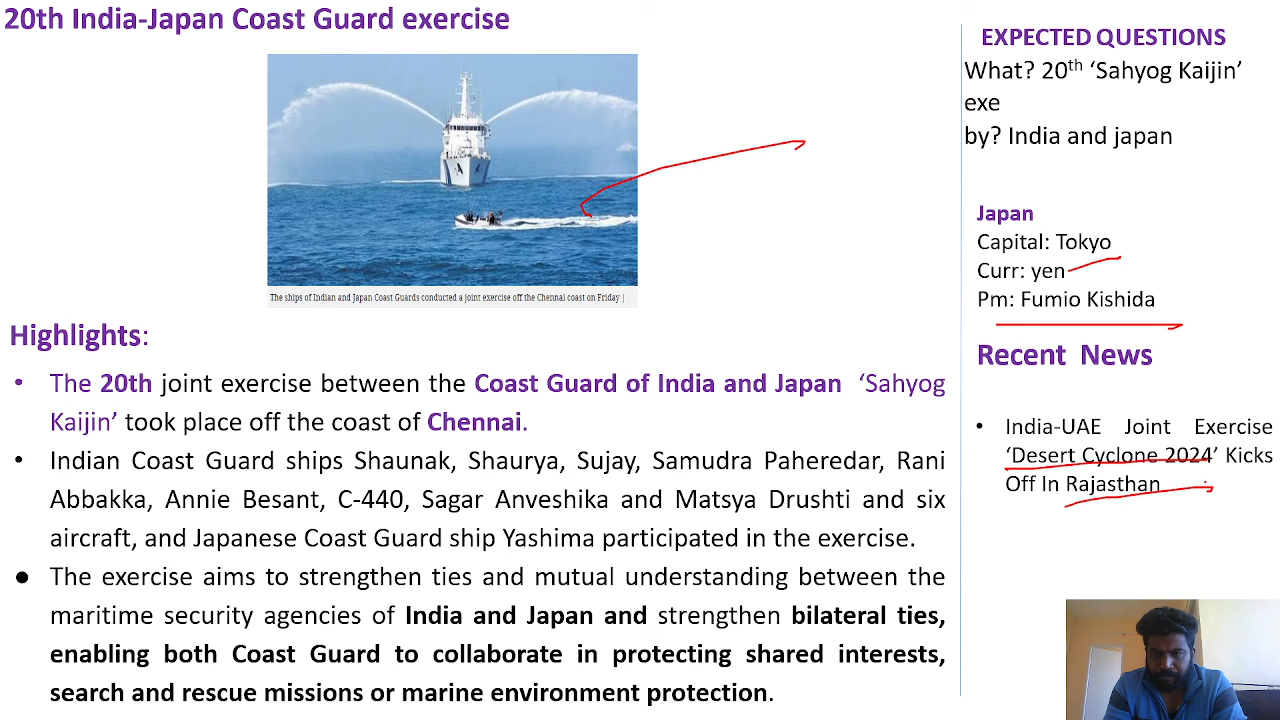 20th India-Japan Coast Guard exercise
The ships of Indian and Japan Coast Guards conducted a joint exercise off the Chennai coast on Friday |
Highlights:
• The 20th joint exercise between the Coast Guard of India and Japan ‘Sahyog
Kaijin’ took place off the coast of Chennai.
• Indian Coast Guard ships Shaunak, Shaurya, Sujay, Samudra Paheredar, Rani
Abbakka, Annie Besant, C-440, Sagar Anveshika and Matsya Drushti and six
aircraft, and Japanese Coast Guard ship Yashima participated in the exercise.
● The exercise aims to strengthen ties and mutual understanding between the
maritime security agencies of India and Japan and strengthen bilateral ties,
enabling both Coast Guard to collaborate in protecting shared interests,
search and rescue missions or marine environment protection.
EXPECTED QUESTIONS
What? 20th ‘Sahyog Kaijin’
exe
by? India and japan
Japan
Capital: Tokyo
Curr: yen
Pm: Fumio Kishida
Recent News
• India-UAE Joint Exercise
‘Desert Cyclone 2024’ Kicks
Off In Rajasthan